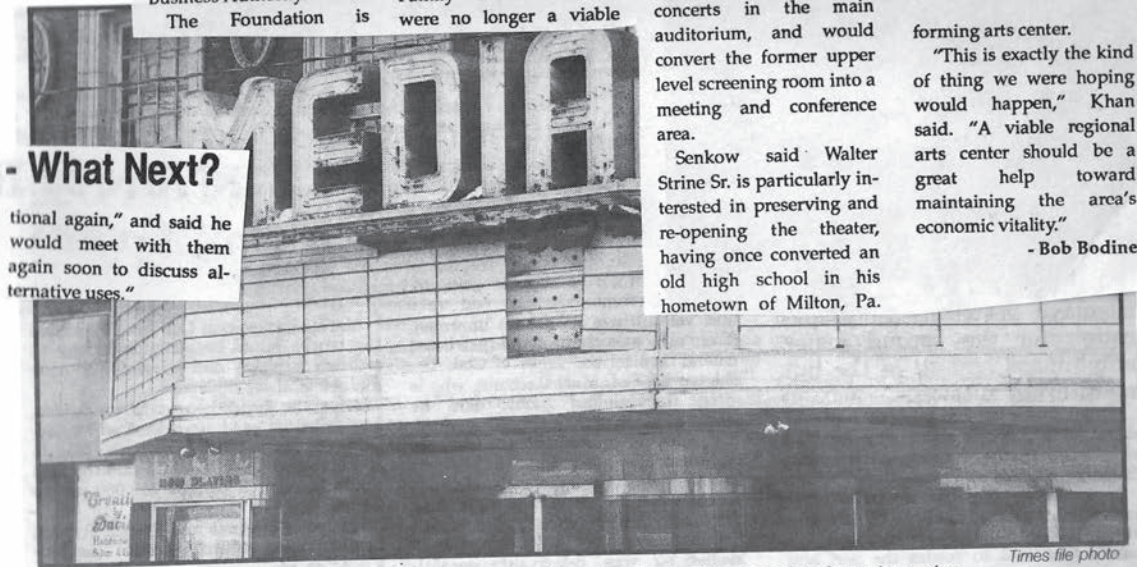 The Foundation is
were no longer a viable
MEDIA
- What Next?
tional again," and said he
would meet with them
again soon to discuss al-
ternative uses."
concerts in the main
auditorium, and would
convert the former upper
level screening room into a
meeting and conference
area.
Senkow said Walter
Strine Sr. is particularly in-
terested in preserving and
re-opening the theater,
having once converted an
old high school in his
hometown of Milton, Pa.
forming arts center.
"This is exactly the kind
of thing we were hoping
would happen," Khan
said. "A viable regional
arts center should be a
great help toward
maintaining the area's
economic vitality."
- Bob Bodine
NOW PLAYING
Times file photo